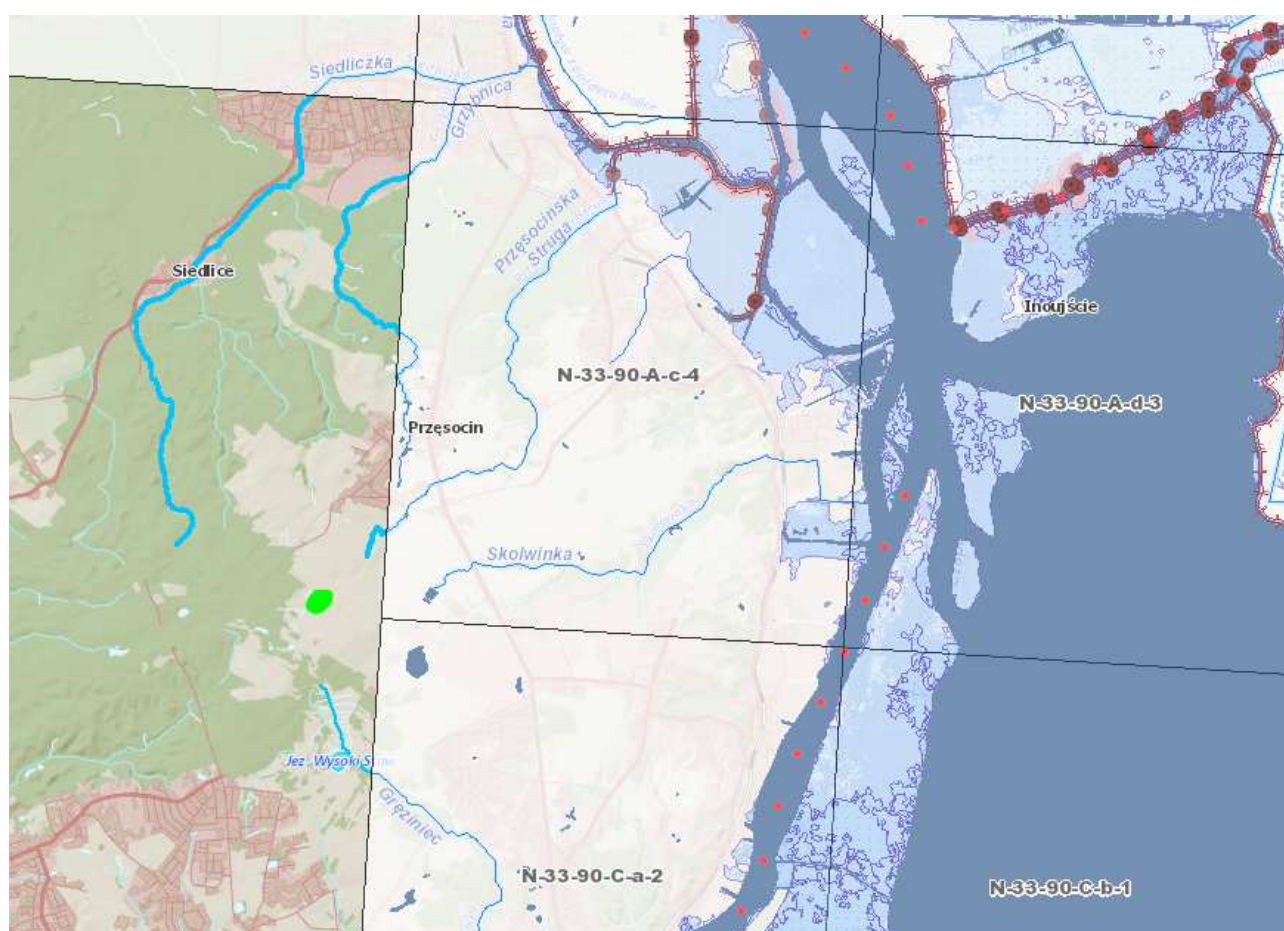 Siedliczka
Grzybnica
Siedlice
Przęsocińska
Struga
Inoujście
N-33-90-A-c-4
N-33-90-A-d-3
Przęsocin
Skolwinka
Jez. Wysoki
Gręziniec
N-33-90-C-a-2
N-33-90-C-b-1